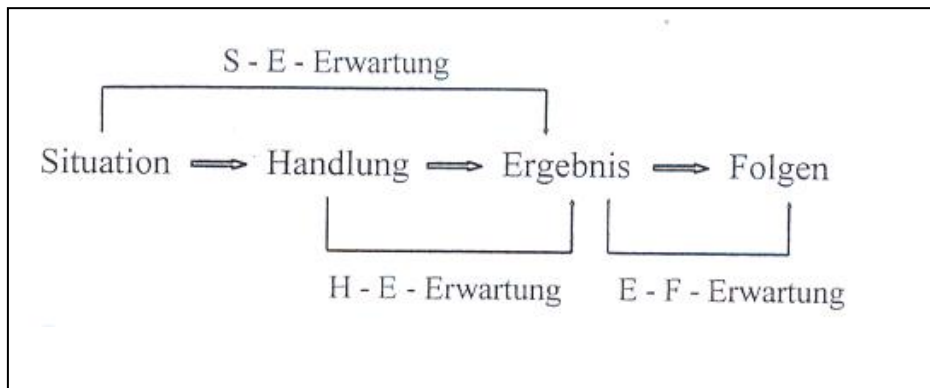 S - E - Erwartung
Situation Handlung Ergebnis Folgen
H - E - Erwartung E - F - Erwartung